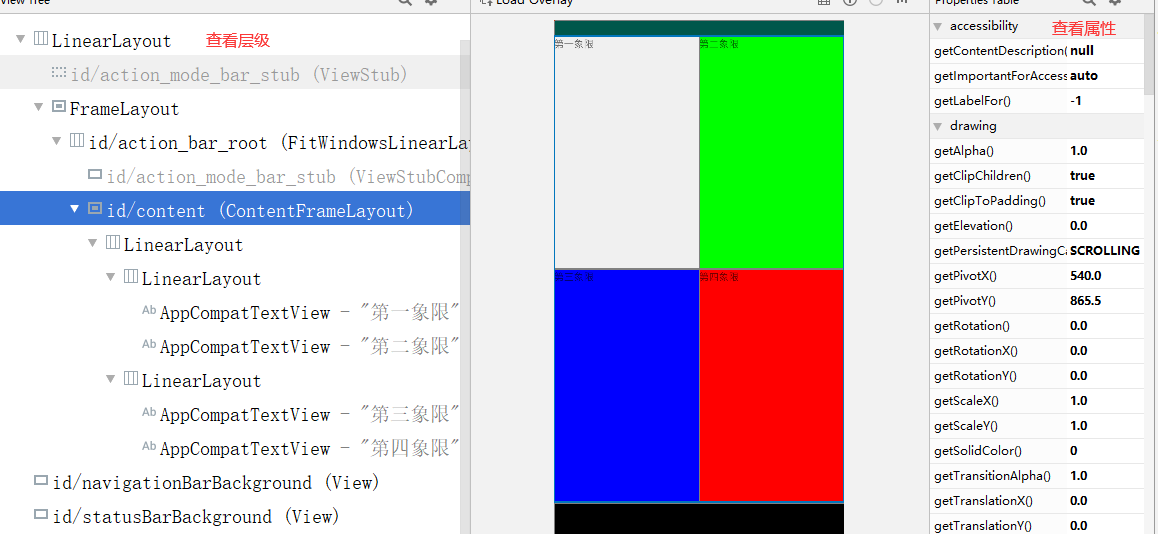 View Tree
LinearLayout 查看层级
id/action_mode_bar_stub (ViewStub)
FrameLayout
id/action_bar_root (FitWindowsLinearLa
id/action_mode_bar_stub (ViewStubComp
id/content (ContentFrameLayout)
LinearLayout
LinearLayout
Ab AppCompatTextView - "第一象限"
Ab AppCompatTextView - "第二象限"
LinearLayout
Ab AppCompatTextView - "第三象限"
Ab AppCompatTextView - "第四象限"
id/navigationBarBackground (View)
id/statusBarBackground (View)
Load Overlay
第一象限 第二象限
第三象限 第四象限
Properties Table
accessibility 查看属性
getContentDescription( null
getImportantForAccess auto
getLabelFor() -1
drawing
getAlpha() 1.0
getClipChildren() true
getClipToPadding() true
getElevation() 0.0
getPersistentDrawingCa SCROLLING
getPivotX() 540.0
getPivotY() 865.5
getRotation() 0.0
getRotationX() 0.0
getRotationY() 0.0
getScaleX() 1.0
getScaleY() 1.0
getSolidColor() 0
getTransitionAlpha() 1.0
getTranslationX() 0.0
getTranslationY() 0.0